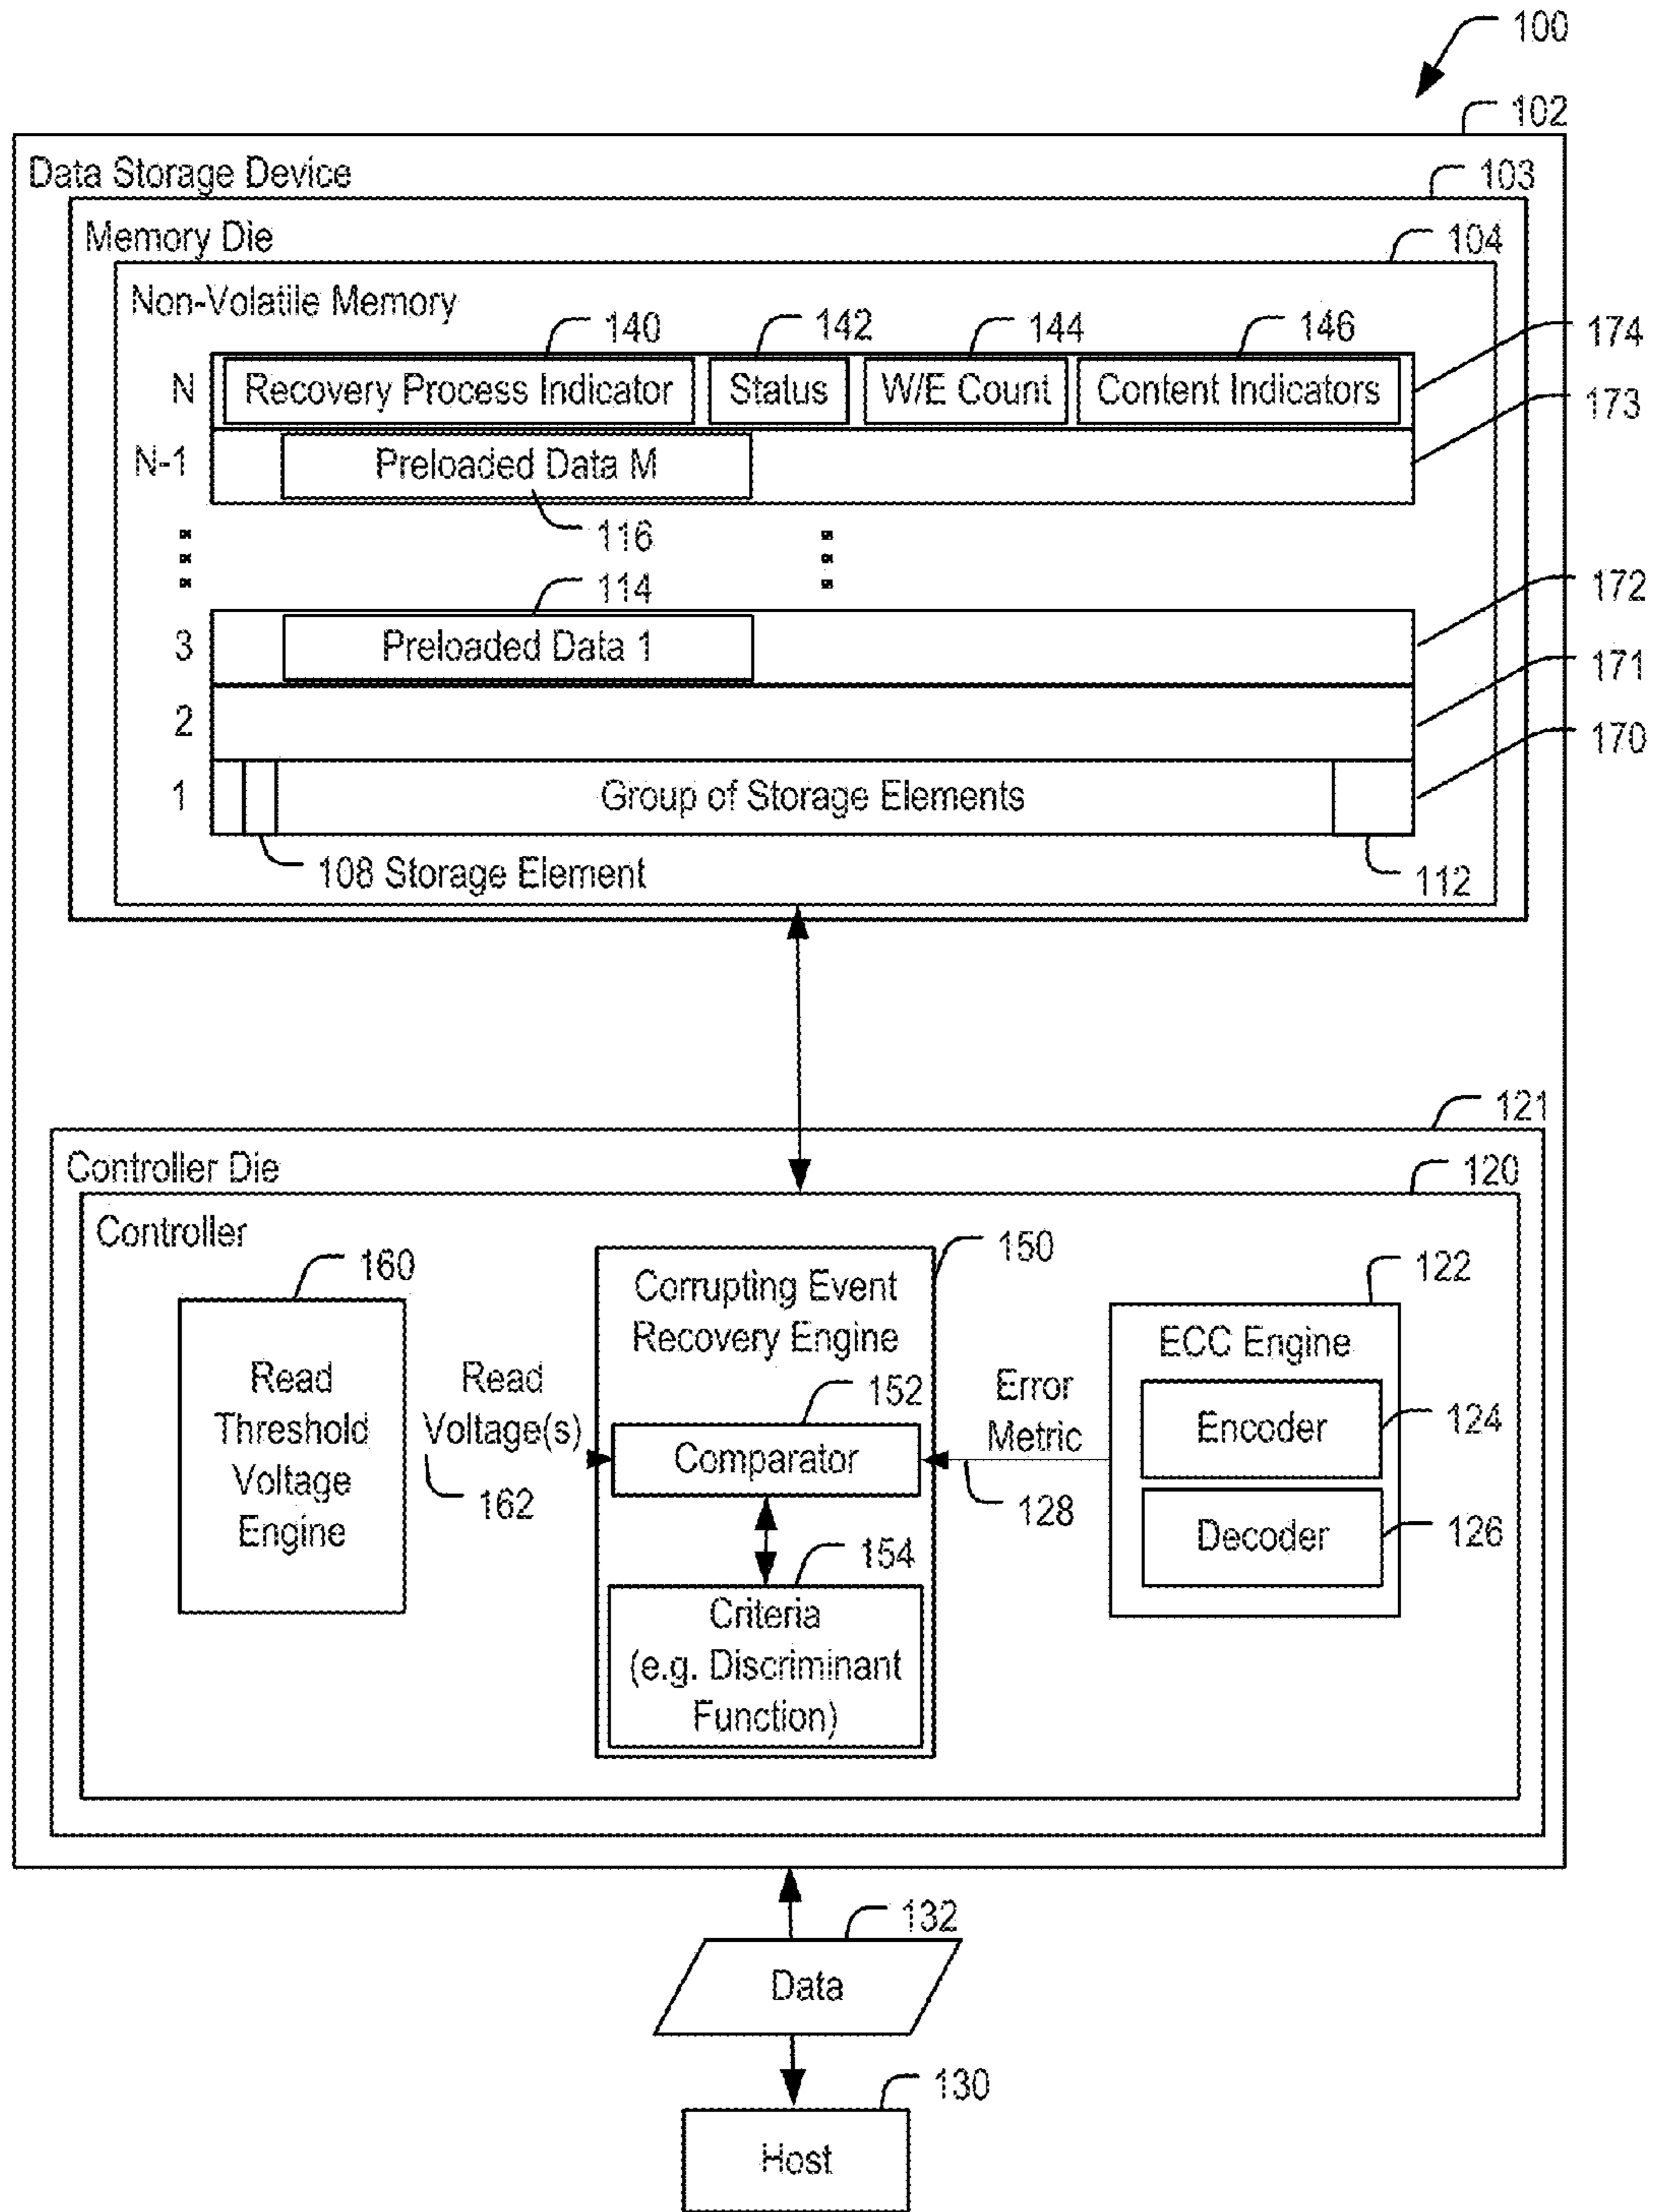 100
102
Data Storage Device
103
Memory Die
104
Non-Volatile Memory
140
142
144
146
174
N
Recovery Process Indicator
Status
W/E Count
Content Indicators
173
N-1
Preloaded Data M
116
114
172
3
Preloaded Data 1
171
2
170
1
Group of Storage Elements
108 Storage Element
112
121
Controller Die
120
Controller
160
Read
Threshold
Voltage
Engine
Read
Voltage(s)
162
150
Corrupting Event
Recovery Engine
152
Comparator
154
Criteria
(e.g. Discriminant
Function)
Error
Metric
128
122
ECC Engine
Encoder
124
Decoder
126
132
Data
130
Host